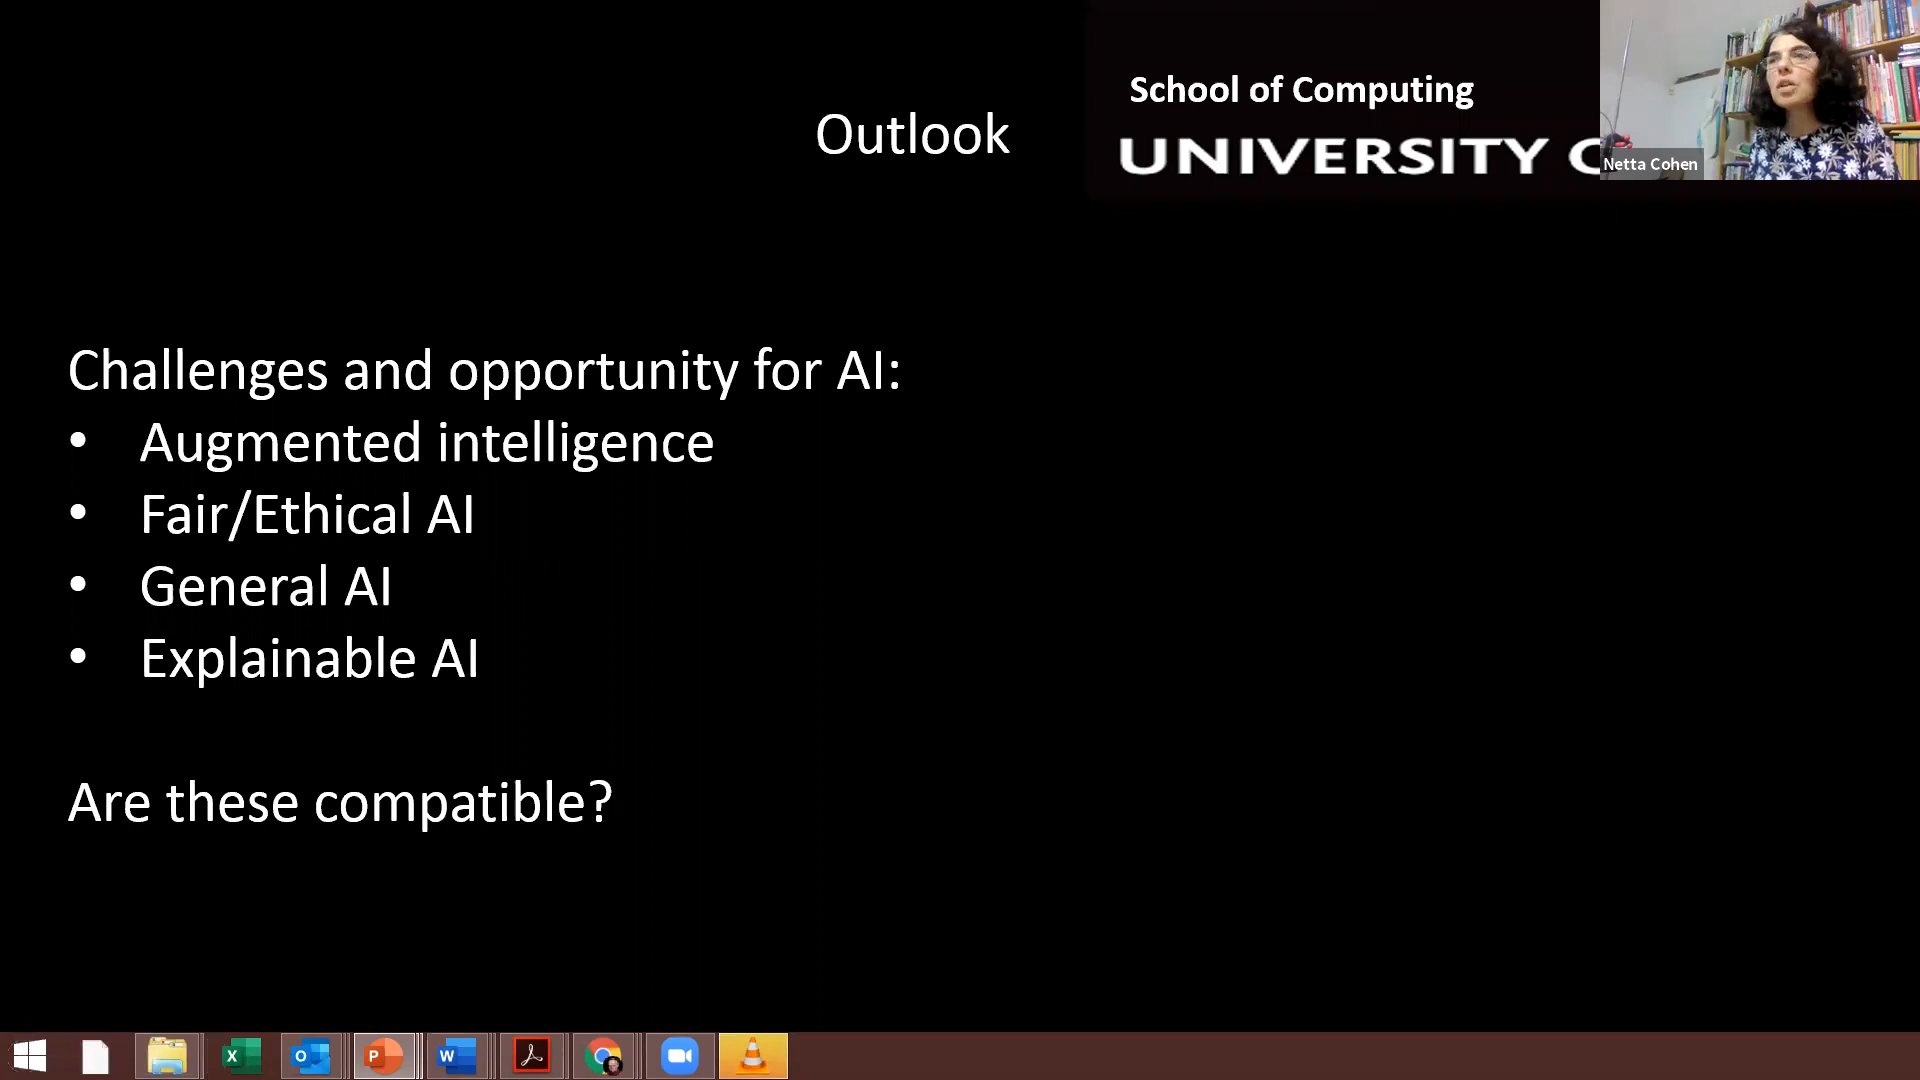 School of Computing
Outlook
UNIVERSITY
Netta Cohen
Challenges and opportunity for AI:
• Augmented intelligence
• Fair/Ethical AI
• General AI
• Explainable AI
Are these compatible?